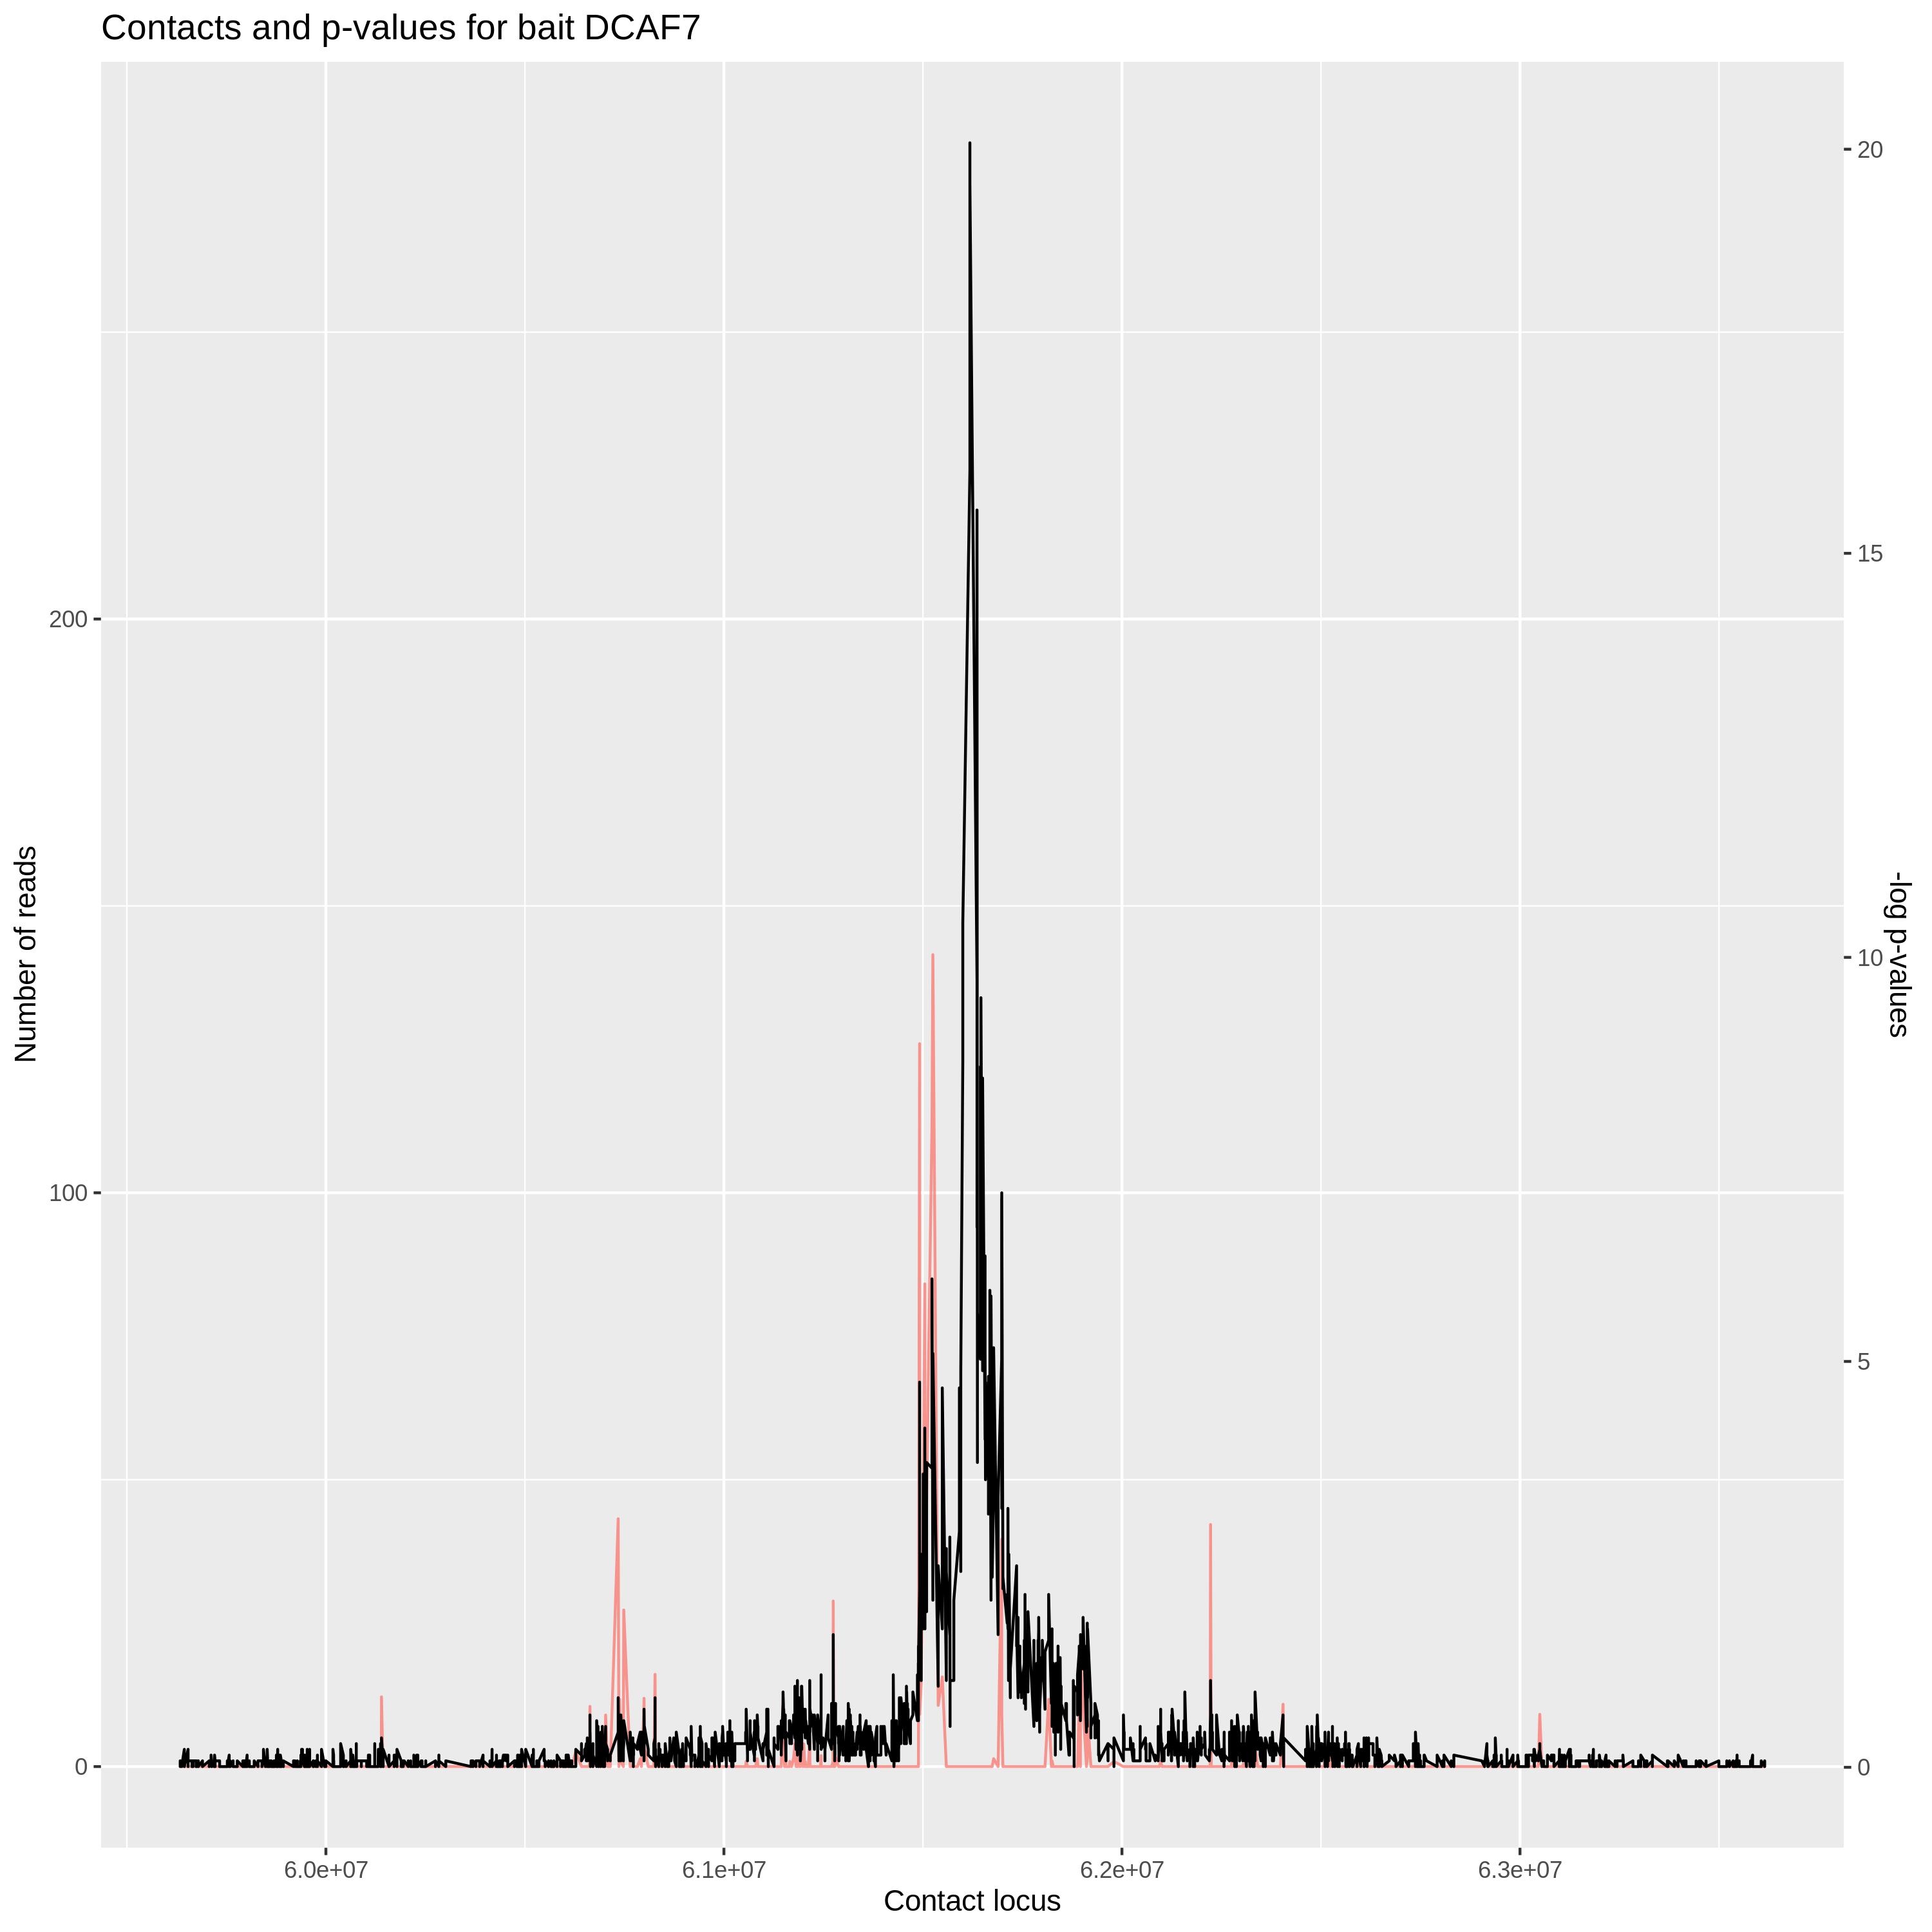 Contacts and p-values for bait DCAF7
Number of reads
200
100
0
20
15
10
5
0
-log p-values
6.0e+07
6.1e+07
6.2e+07
6.3e+07
Contact locus